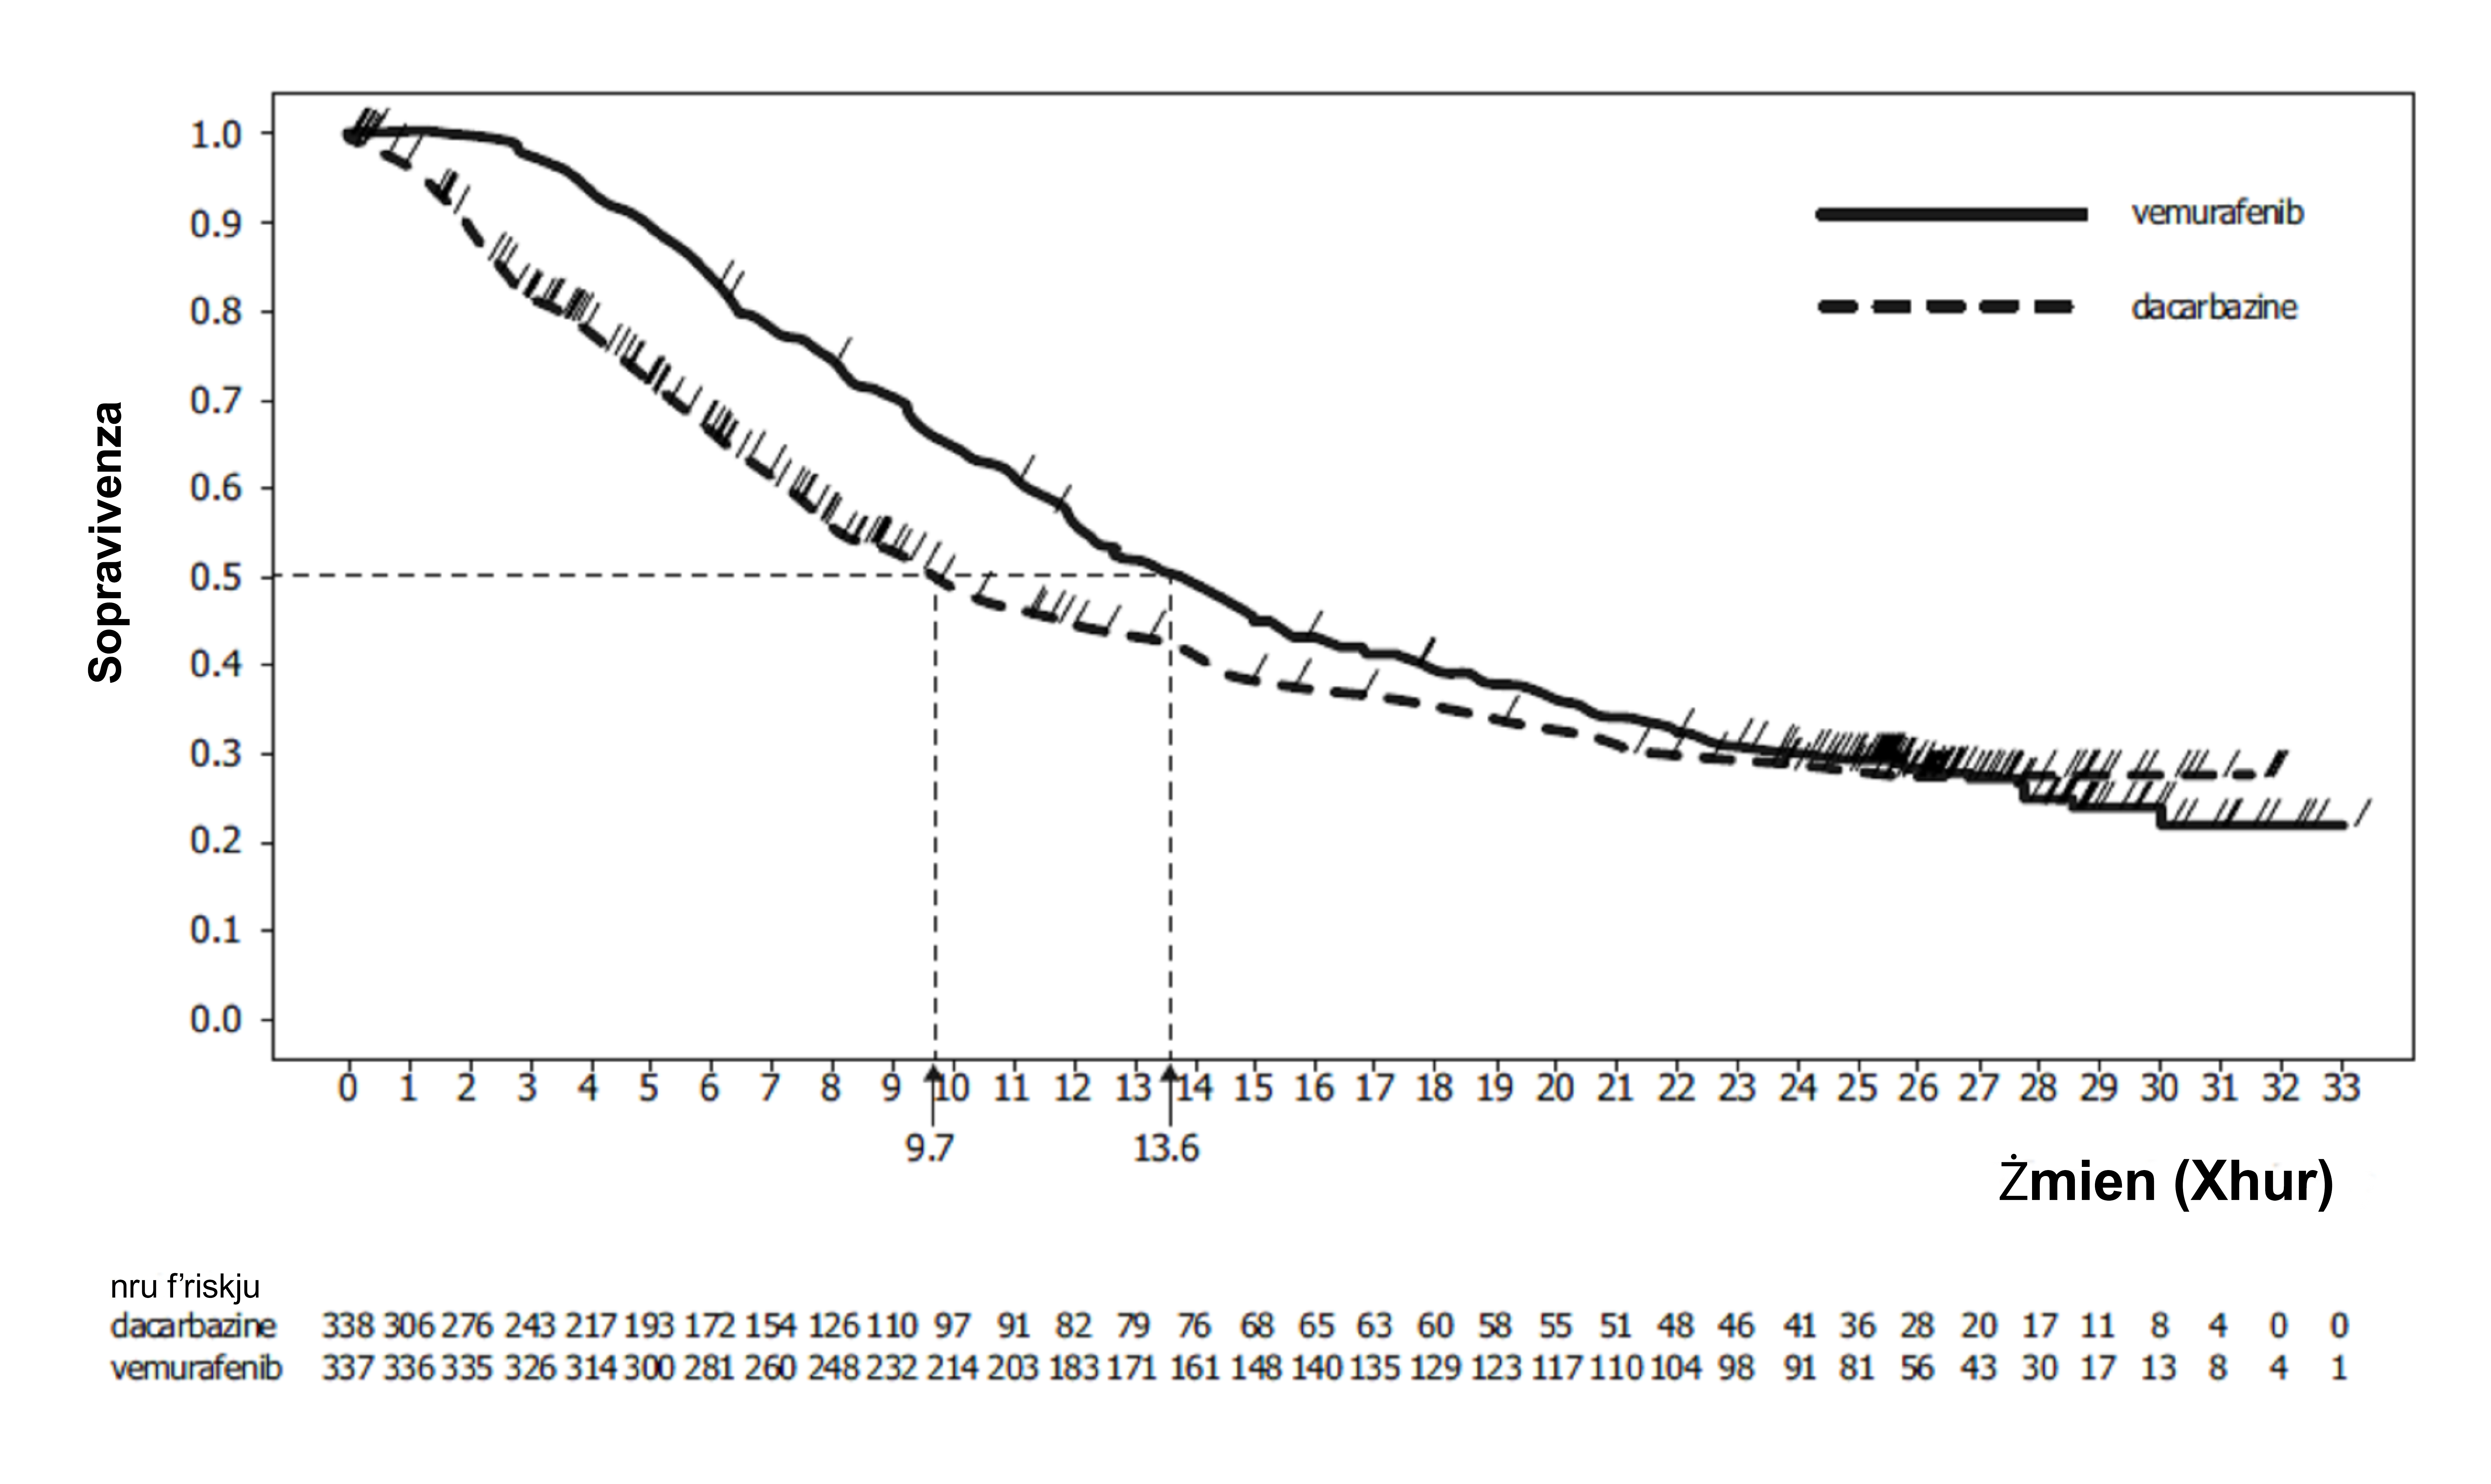 Sopravivenza
1.0
0.9
0.8
0.7
0.6
0.5
0.4
0.3
0.2
0.1
0.0
vemurafenib
dacarbazine
0 1 2 3 4 5 6 7 8 9 10 11 12 13 14 15 16 17 18 19 20 21 22 23 24 25 26 27 28 29 30 31 32 33
9.7 13.6
Żmien (Xhur)
nru f’riskju
dacarbazine 338 306 276 243 217 193 172 154 126 110 97 91 82 79 76 68 65 63 60 58 55 51 48 46 41 36 28 20 17 11 8 4 0 0
vemurafenib 337 336 335 326 314 300 281 260 248 232 214 203 183 171 161 148 140 135 129 123 117 110 104 98 91 81 56 43 30 17 13 8 4 1